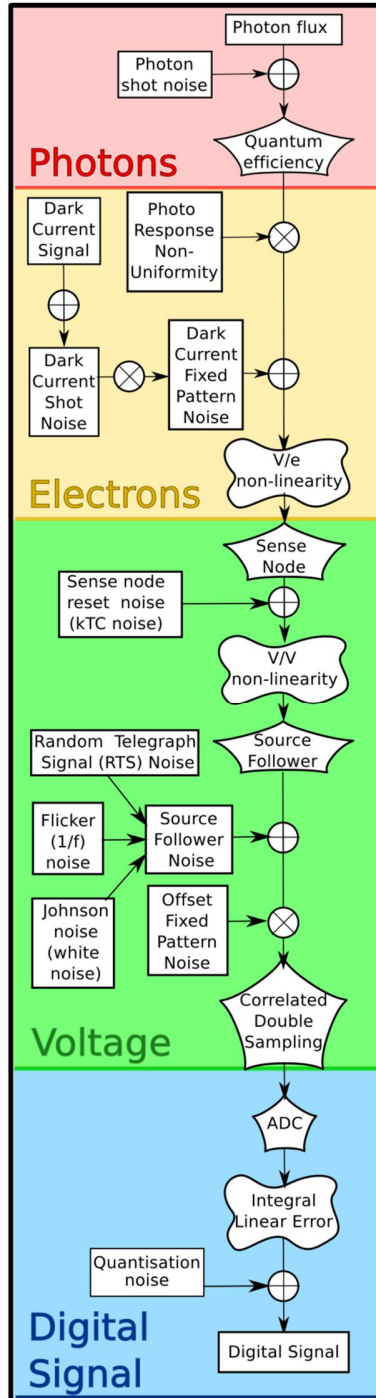 Photon flux
Photon
shot noise
Quantum
efficiency
Photons
Dark
Current
Signal
Photo
Response
Non-
Uniformity
Dark
Current
Shot
Noise
Dark
Current
Fixed
Pattern
Noise
V/e
non-linearity
Electrons
Sense
Node
Sense node
reset noise
(kTC noise)
V/V
non-linearity
Source
Follower
Random Telegraph
Signal (RTS) Noise
Flicker
(1/f)
noise
Source
Follower
Noise
Johnson
noise
(white
noise)
Offset
Fixed
Pattern
Noise
Correlated
Double
Sampling
Voltage
ADC
Integral
Linear Error
Quantisation
noise
Digital Signal
Digital
Signal